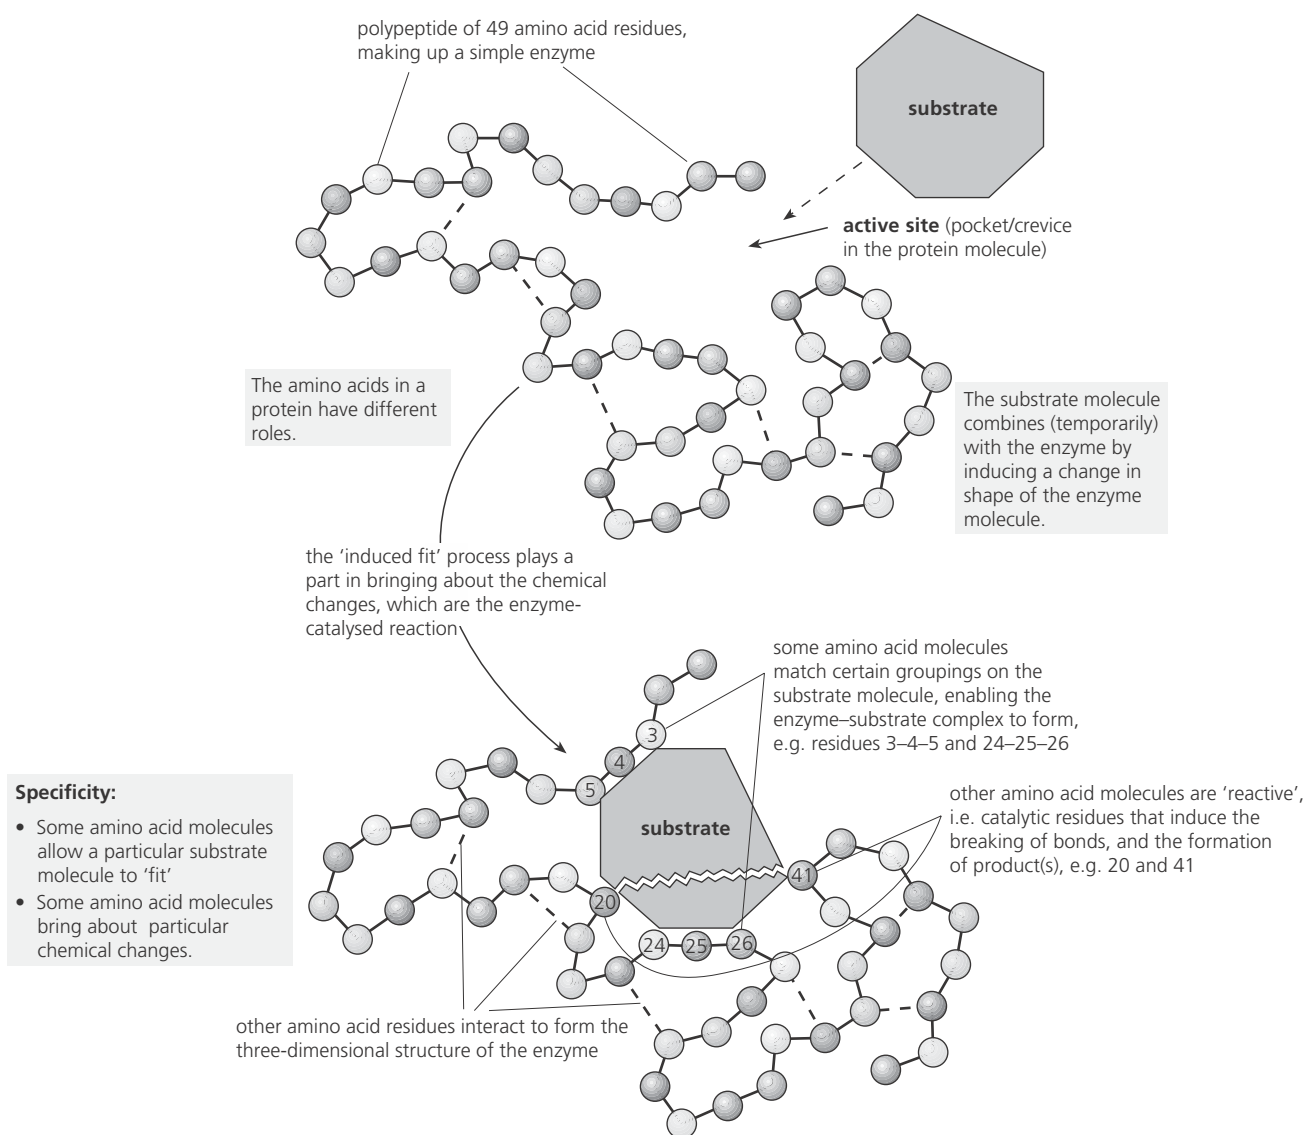 polypeptide of 49 amino acid residues,
making up a simple enzyme
substrate
active site (pocket/crevice
in the protein molecule)
The amino acids in a
protein have different
roles.
The substrate molecule
combines (temporarily)
with the enzyme by
inducing a change in
shape of the enzyme
molecule.
the ‘induced fit’ process plays a
part in bringing about the chemical
changes, which are the enzyme-
catalysed reaction
some amino acid molecules
match certain groupings on the
substrate molecule, enabling the
enzyme–substrate complex to form,
e.g. residues 3–4–5 and 24–25–26
3
4
5
Specificity:
• Some amino acid molecules
allow a particular substrate
molecule to ‘fit’
• Some amino acid molecules
bring about particular
chemical changes.
substrate
other amino acid molecules are ‘reactive’,
i.e. catalytic residues that induce the
breaking of bonds, and the formation
of product(s), e.g. 20 and 41
41
20
24 25 26
other amino acid residues interact to form the
three-dimensional structure of the enzyme